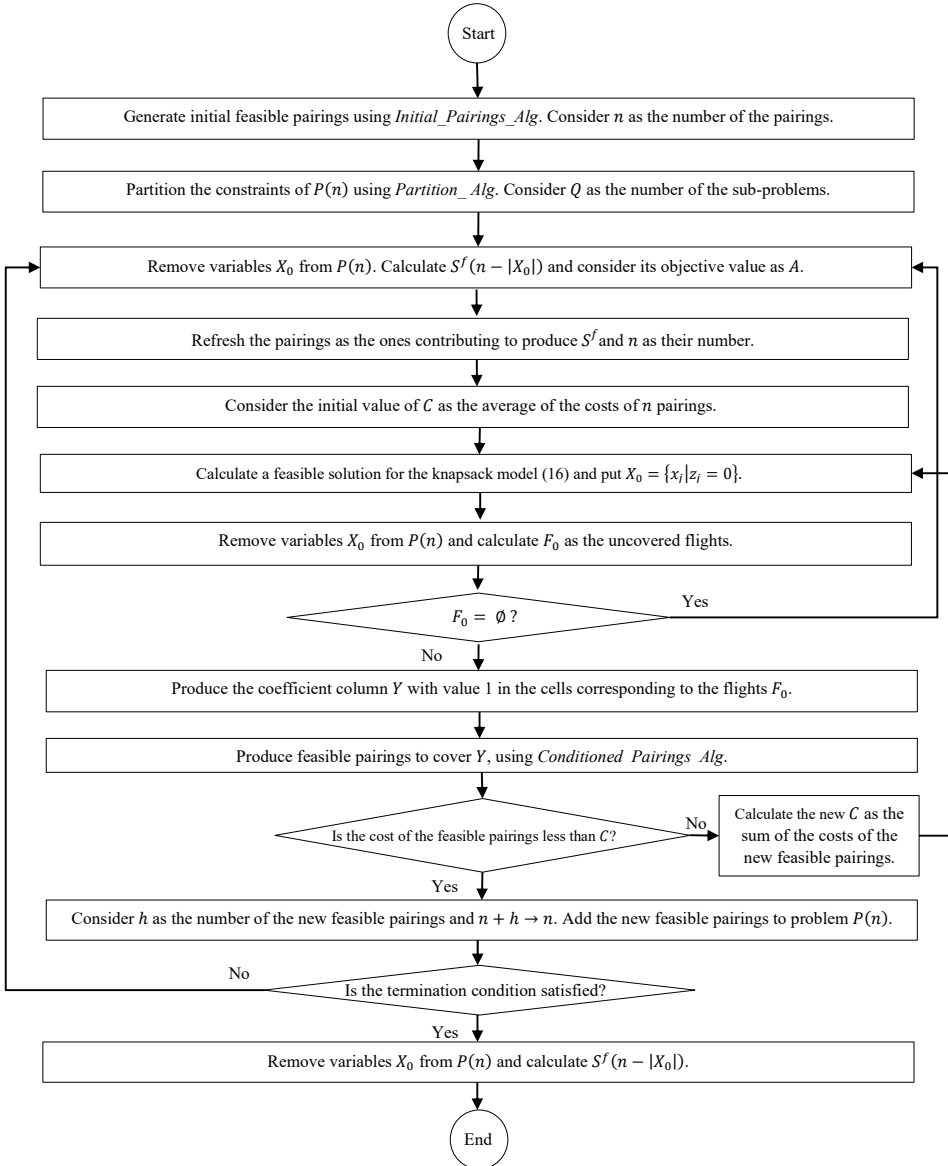 Start
Generate initial feasible pairings using Initial_Pairings_Alg. Consider n as the number of the pairings.
Partition the constraints of P(n) using Partition_ Alg. Consider Q as the number of the sub-problems.
Remove variables X₀ from P(n). Calculate Sᶠ(n − |X₀|) and consider its objective value as A.
Refresh the pairings as the ones contributing to produce Sᶠ and n as their number.
Consider the initial value of C as the average of the costs of n pairings.
Calculate a feasible solution for the knapsack model (16) and put X₀ = {xⱼ|zⱼ = 0}.
Remove variables X₀ from P(n) and calculate F₀ as the uncovered flights.
F₀ = ∅ ?
Yes
No
Produce the coefficient column Y with value 1 in the cells corresponding to the flights F₀.
Produce feasible pairings to cover Y, using Conditioned Pairings Alg.
Is the cost of the feasible pairings less than C?
No
Calculate the new C as the
sum of the costs of the
new feasible pairings.
Yes
Consider h as the number of the new feasible pairings and n + h → n. Add the new feasible pairings to problem P(n).
No
Is the termination condition satisfied?
Yes
Remove variables X₀ from P(n) and calculate Sᶠ(n − |X₀|).
End